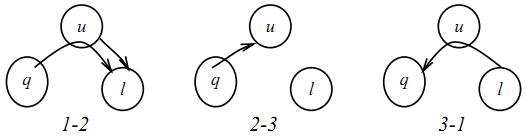 u u u
q l q l q l
1-2 2-3 3-1